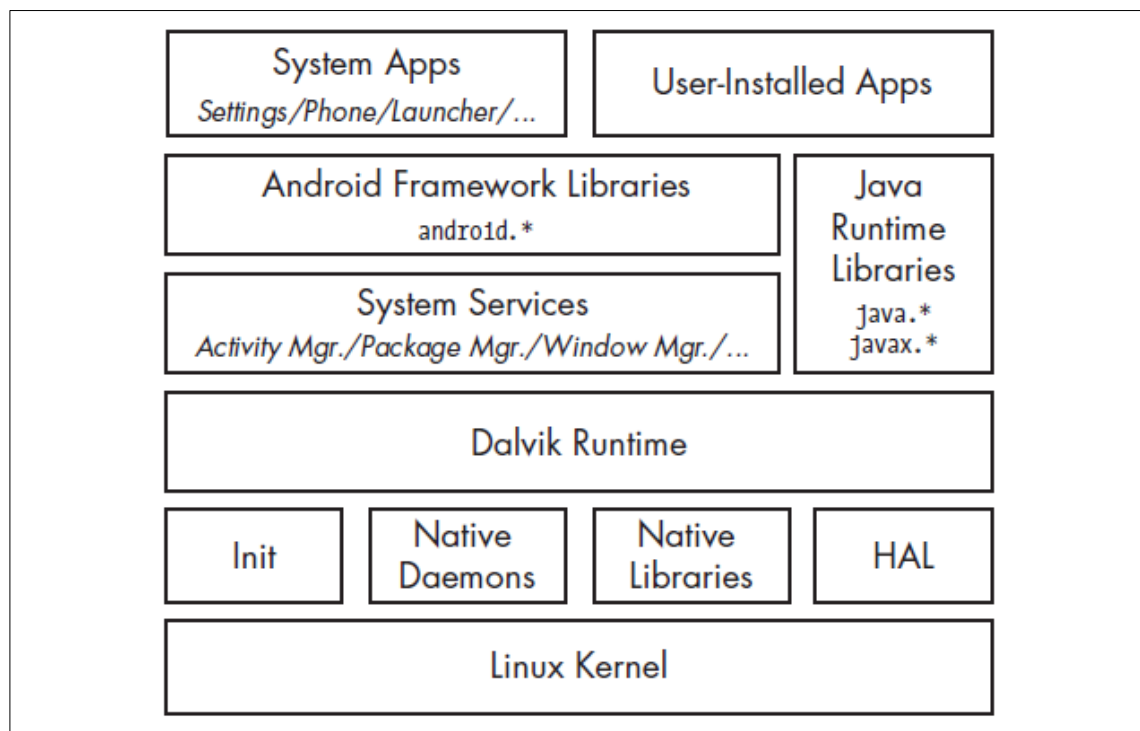 System Apps
Settings/Phone/Launcher/...
User-Installed Apps
Android Framework Libraries
android.*
Java
Runtime
Libraries
java.*
javax.*
System Services
Activity Mgr./Package Mgr./Window Mgr./...
Dalvik Runtime
Init
Native
Daemons
Native
Libraries
HAL
Linux Kernel